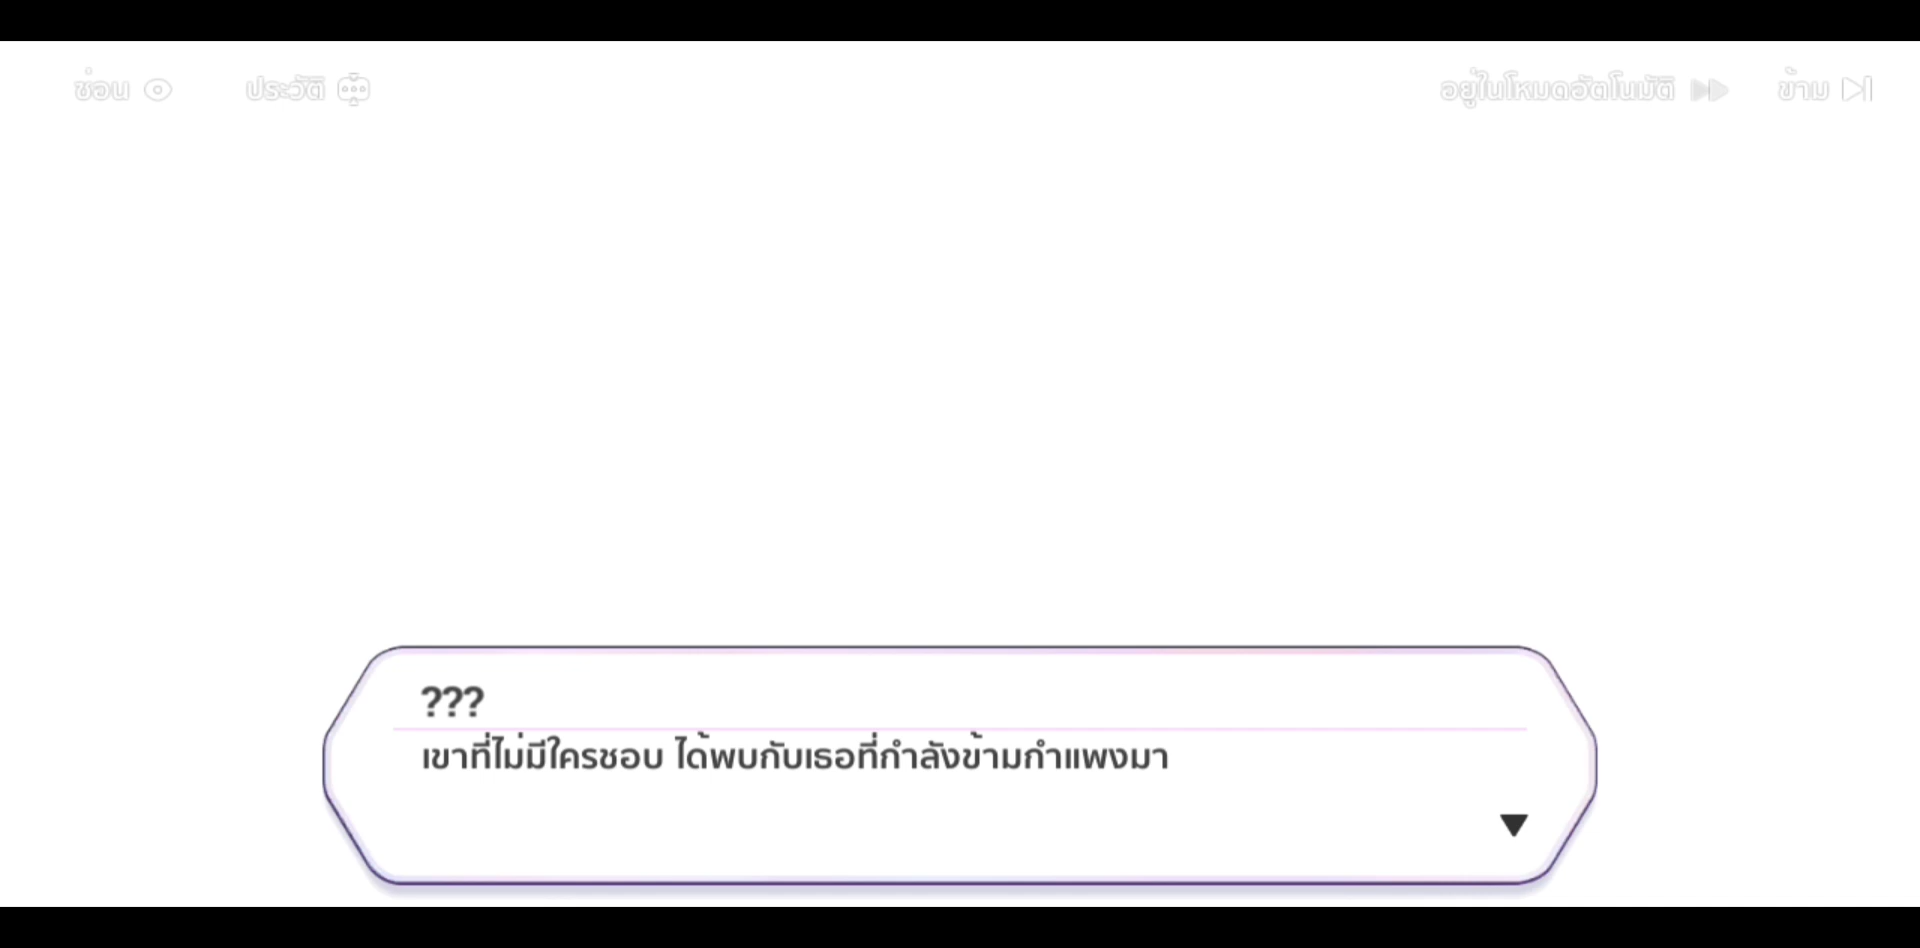 ซ่อน
ประวัติ
อยู่ในโหมดอัตโนมัติ
ข้าม
???
เขาที่ไม่มีใครชอบ ได้พบกับเธอที่กำลังข้ามกำแพงมา